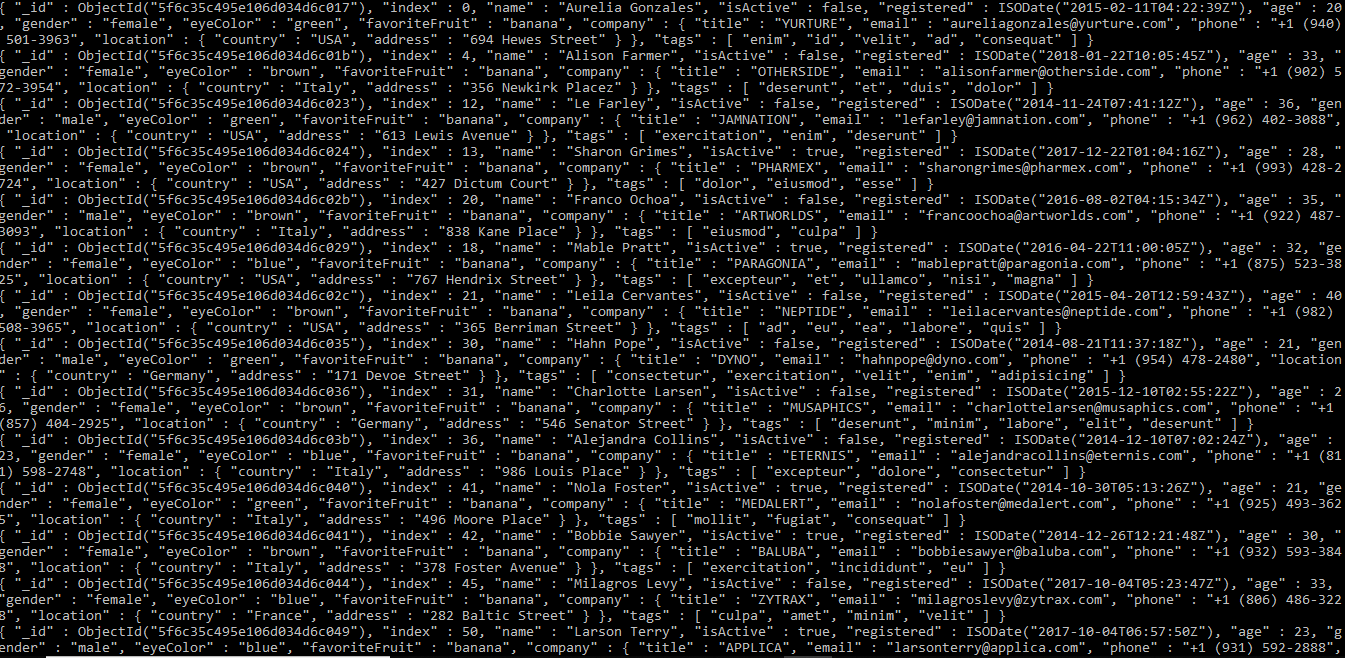 { "_id" : ObjectId("5f6c35c495e106d034d6c017"), "index" : 0, "name" : "Aurelia Gonzales", "isActive" : false, "registered" : ISODate("2015-02-11T04:22:39Z"), "age" : 20
, "gender" : "female", "eyeColor" : "green", "favoriteFruit" : "banana", "company" : { "title" : "YURTURE", "email" : "aureliagonzales@yurture.com", "phone" : "+1 (940)
 501-3963", "location" : { "country" : "USA", "address" : "694 Hewes Street" } }, "tags" : [ "enim", "id", "velit", "ad", "consequat" ] }
{ "_id" : ObjectId("5f6c35c495e106d034d6c01b"), "index" : 4, "name" : "Alison Farmer", "isActive" : false, "registered" : ISODate("2018-01-22T10:05:45Z"), "age" : 33, "
gender" : "female", "eyeColor" : "brown", "favoriteFruit" : "banana", "company" : { "title" : "OTHERSIDE", "email" : "alisonfarmer@otherside.com", "phone" : "+1 (902) 5
72-3954", "location" : { "country" : "Italy", "address" : "356 Newkirk Placez" } }, "tags" : [ "deserunt", "et", "duis", "dolor" ] }
{ "_id" : ObjectId("5f6c35c495e106d034d6c023"), "index" : 12, "name" : "Le Farley", "isActive" : false, "registered" : ISODate("2014-11-24T07:41:12Z"), "age" : 36, "gen
der" : "male", "eyeColor" : "green", "favoriteFruit" : "banana", "company" : { "title" : "JAMNATION", "email" : "lefarley@jamnation.com", "phone" : "+1 (962) 402-3088",
 "location" : { "country" : "USA", "address" : "613 Lewis Avenue" } }, "tags" : [ "exercitation", "enim", "deserunt" ] }
{ "_id" : ObjectId("5f6c35c495e106d034d6c024"), "index" : 13, "name" : "Sharon Grimes", "isActive" : true, "registered" : ISODate("2017-12-22T01:04:16Z"), "age" : 28, "
gender" : "female", "eyeColor" : "brown", "favoriteFruit" : "banana", "company" : { "title" : "PHARMEX", "email" : "sharongrimes@pharmex.com", "phone" : "+1 (993) 428-2
724", "location" : { "country" : "USA", "address" : "427 Dictum Court" } }, "tags" : [ "dolor", "eiusmod", "esse" ] }
{ "_id" : ObjectId("5f6c35c495e106d034d6c02b"), "index" : 20, "name" : "Franco Ochoa", "isActive" : false, "registered" : ISODate("2016-08-02T04:15:34Z"), "age" : 35, "
gender" : "male", "eyeColor" : "brown", "favoriteFruit" : "banana", "company" : { "title" : "ARTWORLDS", "email" : "francoochoa@artworlds.com", "phone" : "+1 (922) 487-
3093", "location" : { "country" : "Italy", "address" : "838 Kane Place" } }, "tags" : [ "eiusmod", "culpa" ] }
{ "_id" : ObjectId("5f6c35c495e106d034d6c029"), "index" : 18, "name" : "Mable Pratt", "isActive" : true, "registered" : ISODate("2016-04-22T11:00:05Z"), "age" : 32, "ge
nder" : "female", "eyeColor" : "blue", "favoriteFruit" : "banana", "company" : { "title" : "PARAGONIA", "email" : "mablepratt@paragonia.com", "phone" : "+1 (875) 523-38
25", "location" : { "country" : "USA", "address" : "767 Hendrix Street" } }, "tags" : [ "excepteur", "et", "ullamco", "nisi", "magna" ] }
{ "_id" : ObjectId("5f6c35c495e106d034d6c02c"), "index" : 21, "name" : "Leila Cervantes", "isActive" : false, "registered" : ISODate("2015-04-20T12:59:43Z"), "age" : 40
, "gender" : "female", "eyeColor" : "brown", "favoriteFruit" : "banana", "company" : { "title" : "NEPTIDE", "email" : "leilacervantes@neptide.com", "phone" : "+1 (982) 
508-3965", "location" : { "country" : "USA", "address" : "365 Berriman Street" } }, "tags" : [ "ad", "eu", "ea", "labore", "quis" ] }
{ "_id" : ObjectId("5f6c35c495e106d034d6c035"), "index" : 30, "name" : "Hahn Pope", "isActive" : false, "registered" : ISODate("2014-08-21T11:37:18Z"), "age" : 21, "gen
der" : "male", "eyeColor" : "green", "favoriteFruit" : "banana", "company" : { "title" : "DYNO", "email" : "hahnpope@dyno.com", "phone" : "+1 (954) 478-2480", "location
" : { "country" : "Germany", "address" : "171 Devoe Street" } }, "tags" : [ "consectetur", "exercitation", "velit", "enim", "adipisicing" ] }
{ "_id" : ObjectId("5f6c35c495e106d034d6c036"), "index" : 31, "name" : "Charlotte Larsen", "isActive" : false, "registered" : ISODate("2015-12-10T02:55:22Z"), "age" : 2
6, "gender" : "female", "eyeColor" : "brown", "favoriteFruit" : "banana", "company" : { "title" : "MUSAPHICS", "email" : "charlottelarsen@musaphics.com", "phone" : "+1 
(857) 404-2925", "location" : { "country" : "Germany", "address" : "546 Senator Street" } }, "tags" : [ "deserunt", "minim", "labore", "elit", "deserunt" ] }
{ "_id" : ObjectId("5f6c35c495e106d034d6c03b"), "index" : 36, "name" : "Alejandra Collins", "isActive" : false, "registered" : ISODate("2014-12-10T07:02:24Z"), "age" : 
23, "gender" : "female", "eyeColor" : "blue", "favoriteFruit" : "banana", "company" : { "title" : "ETERNIS", "email" : "alejandracollins@eternis.com", "phone" : "+1 (81
1) 598-2748", "location" : { "country" : "Italy", "address" : "986 Louis Place" } }, "tags" : [ "excepteur", "dolore", "consectetur" ] }
{ "_id" : ObjectId("5f6c35c495e106d034d6c040"), "index" : 41, "name" : "Nola Foster", "isActive" : true, "registered" : ISODate("2014-10-30T05:13:26Z"), "age" : 21, "ge
nder" : "female", "eyeColor" : "green", "favoriteFruit" : "banana", "company" : { "title" : "MEDALERT", "email" : "nolafoster@medalert.com", "phone" : "+1 (925) 493-362
5", "location" : { "country" : "Italy", "address" : "496 Moore Place" } }, "tags" : [ "mollit", "fugiat", "consequat" ] }
{ "_id" : ObjectId("5f6c35c495e106d034d6c041"), "index" : 42, "name" : "Bobbie Sawyer", "isActive" : true, "registered" : ISODate("2014-12-26T12:21:48Z"), "age" : 30, "
gender" : "female", "eyeColor" : "brown", "favoriteFruit" : "banana", "company" : { "title" : "BALUBA", "email" : "bobbiesawyer@baluba.com", "phone" : "+1 (932) 593-384
8", "location" : { "country" : "Italy", "address" : "378 Foster Avenue" } }, "tags" : [ "exercitation", "incididunt", "eu" ] }
{ "_id" : ObjectId("5f6c35c495e106d034d6c044"), "index" : 45, "name" : "Milagros Levy", "isActive" : false, "registered" : ISODate("2017-10-04T05:23:47Z"), "age" : 33, 
"gender" : "female", "eyeColor" : "blue", "favoriteFruit" : "banana", "company" : { "title" : "ZYTRAX", "email" : "milagroslevy@zytrax.com", "phone" : "+1 (806) 486-322
8", "location" : { "country" : "France", "address" : "282 Baltic Street" } }, "tags" : [ "culpa", "amet", "minim", "velit" ] }
{ "_id" : ObjectId("5f6c35c495e106d034d6c049"), "index" : 50, "name" : "Larson Terry", "isActive" : true, "registered" : ISODate("2017-10-04T06:57:50Z"), "age" : 23, "g
ender" : "male", "eyeColor" : "blue", "favoriteFruit" : "banana", "company" : { "title" : "APPLICA", "email" : "larsonterry@applica.com", "phone" : "+1 (931) 592-2888",